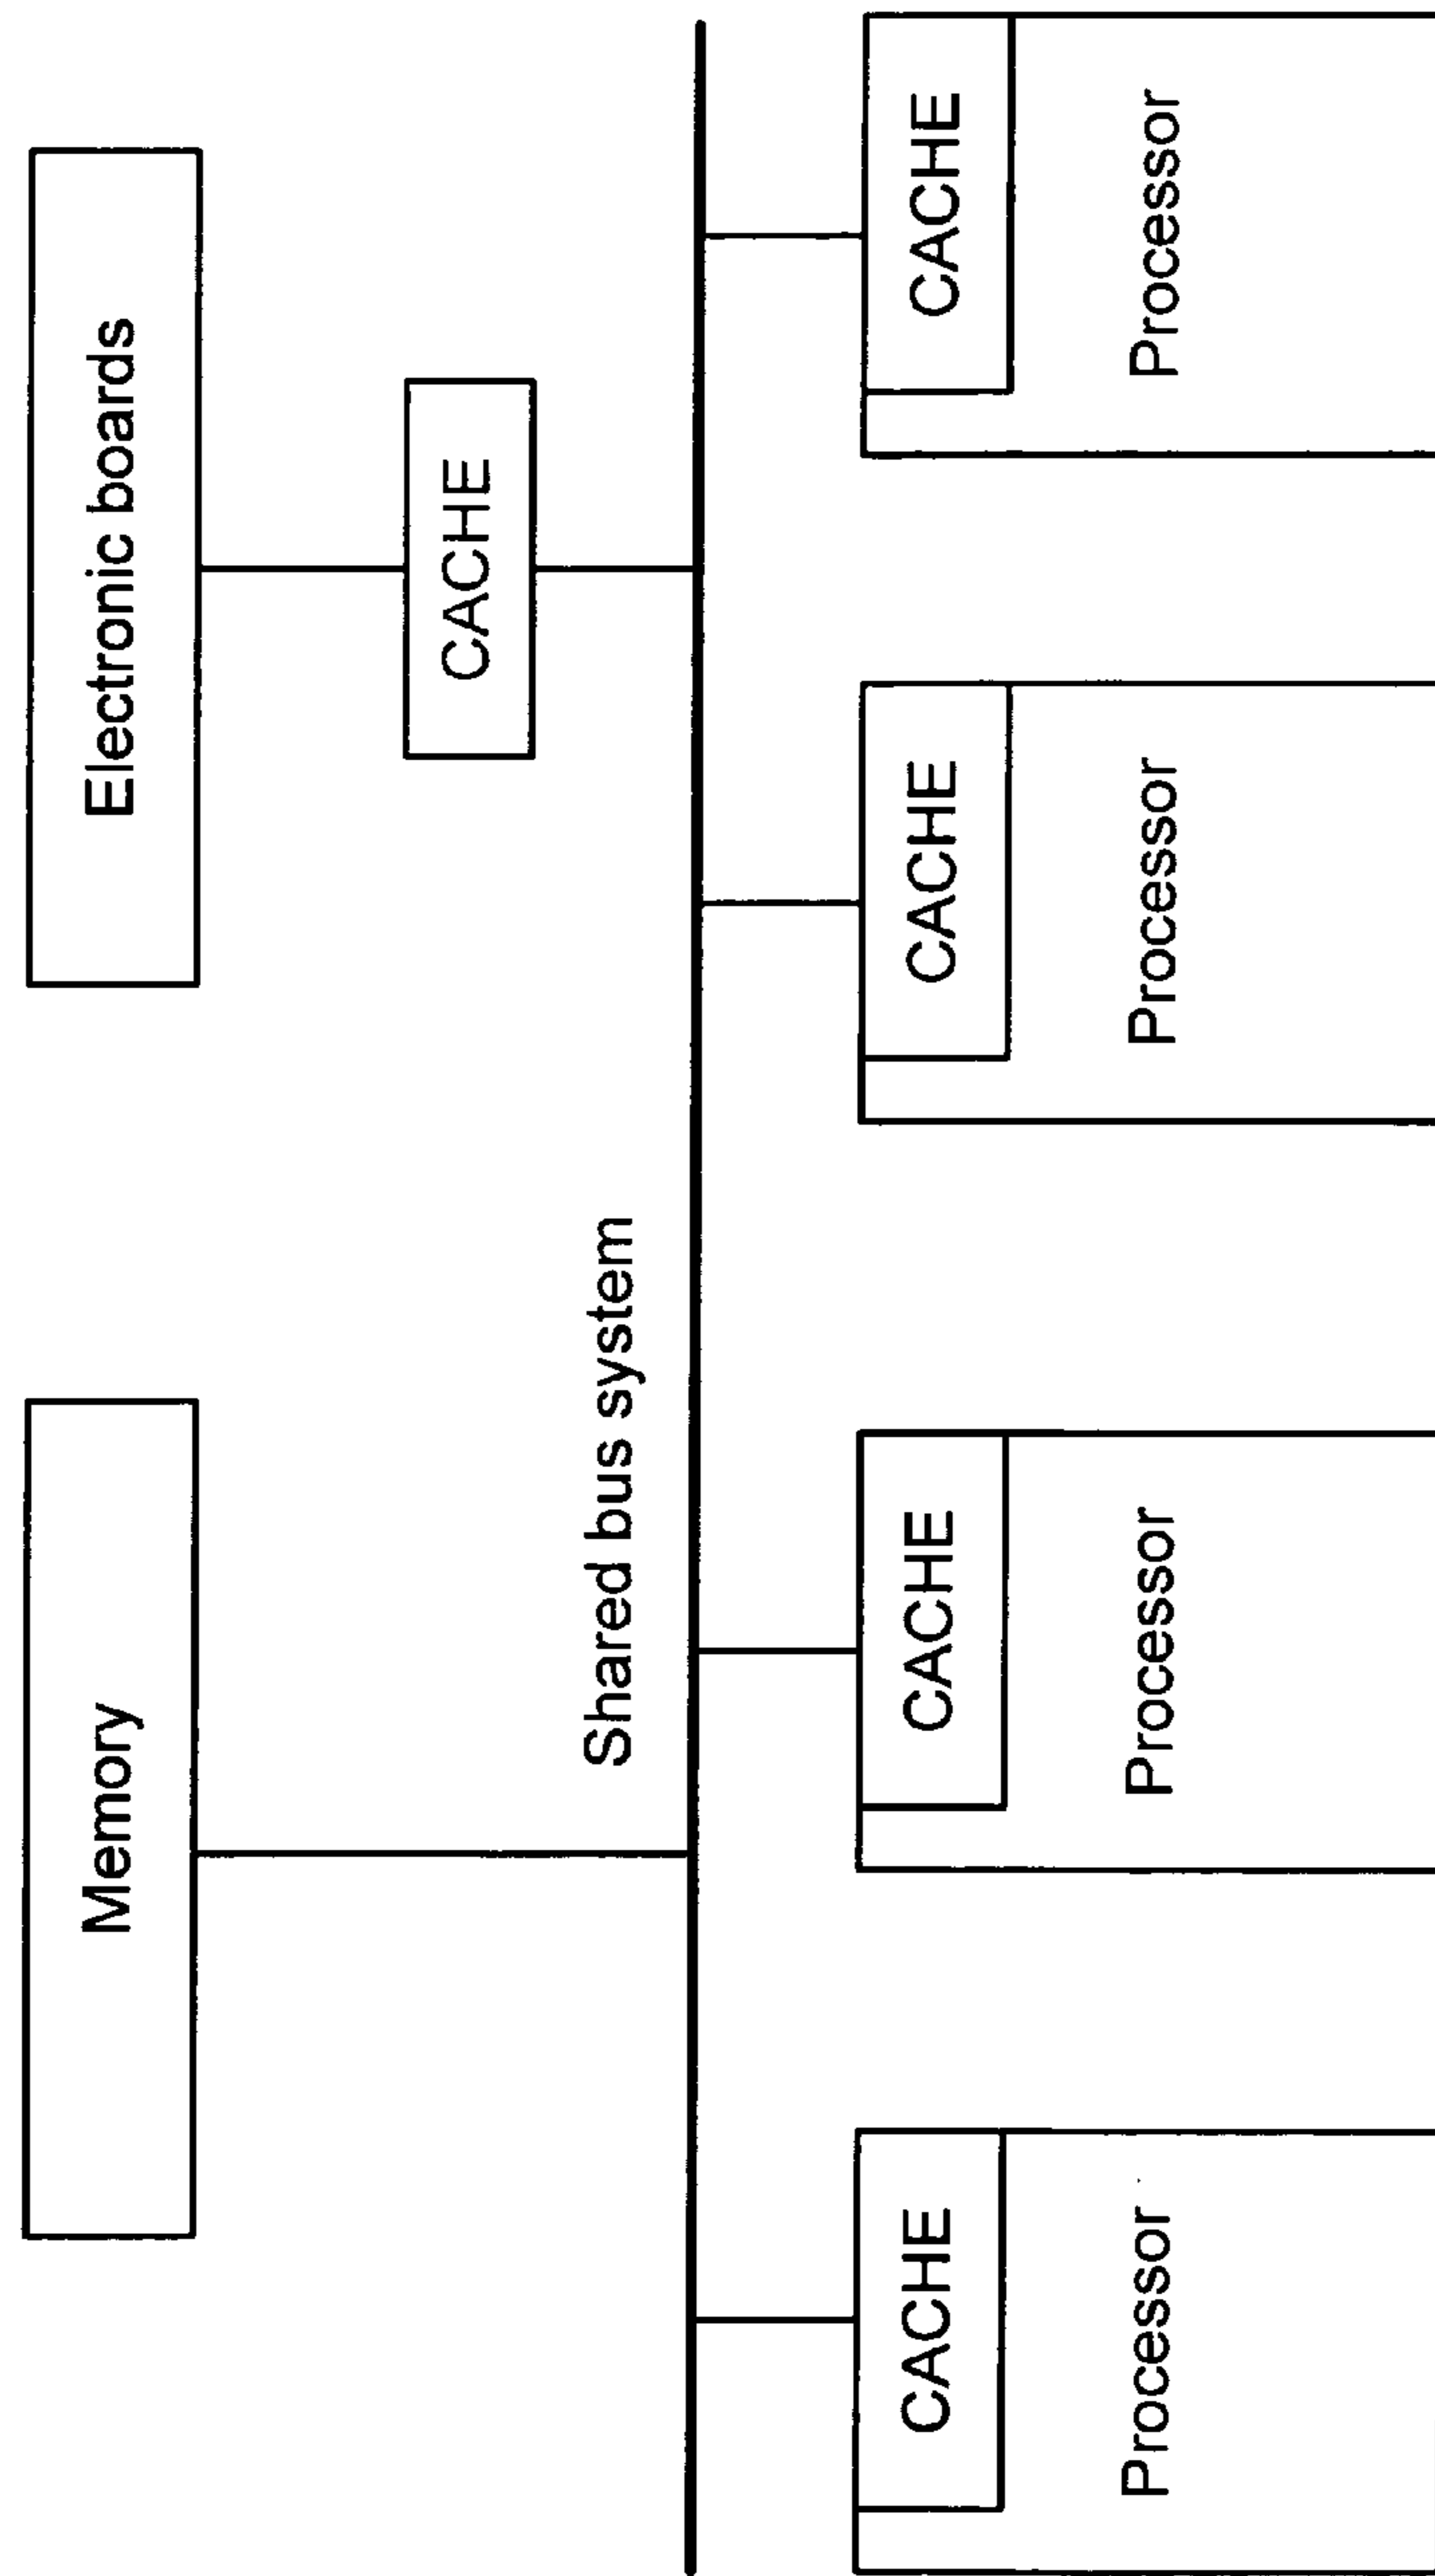 Memory
Electronic boards
CACHE
Shared bus system
CACHE
CACHE
CACHE
CACHE
Processor
Processor
Processor
Processor